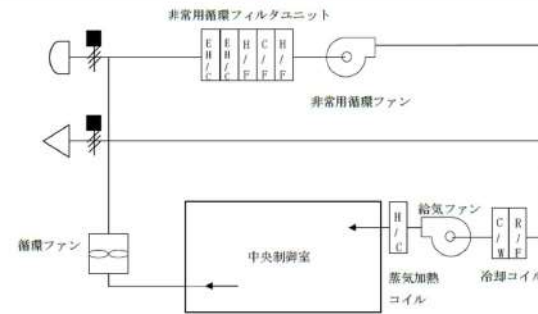 非常用循環フィルタユニット
EH/C EH/C H/F C/F H/F
非常用循環ファン
循環ファン
中央制御室
H/C
給気ファン
C/W R/F
蒸気加熱
コイル
冷却コイル